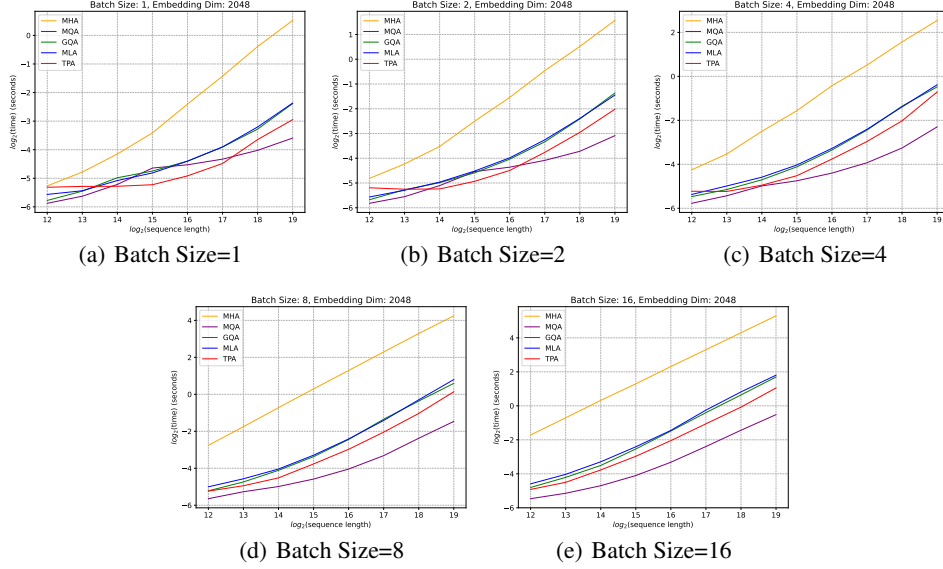 Batch Size: 1, Embedding Dim: 2048
MHA
MQA
GQA
MLA
TPA
0
−1
−2
−3
−4
−5
−6
log2(time) (seconds)
12 13 14 15 16 17 18 19
log2(sequence length)
(a) Batch Size=1
Batch Size: 2, Embedding Dim: 2048
MHA
MQA
GQA
MLA
TPA
2
1
0
−1
−2
−3
−4
−5
−6
log2(time) (seconds)
12 13 14 15 16 17 18 19
log2(sequence length)
(b) Batch Size=2
Batch Size: 4, Embedding Dim: 2048
MHA
MQA
GQA
MLA
TPA
2
0
−2
−4
−6
log2(time) (seconds)
12 13 14 15 16 17 18 19
log2(sequence length)
(c) Batch Size=4
Batch Size: 8, Embedding Dim: 2048
MHA
MQA
GQA
MLA
TPA
4
2
0
−2
−4
−6
log2(time) (seconds)
12 13 14 15 16 17 18 19
log2(sequence length)
(d) Batch Size=8
Batch Size: 16, Embedding Dim: 2048
MHA
MQA
GQA
MLA
TPA
4
2
0
−2
−4
−6
log2(time) (seconds)
12 13 14 15 16 17 18 19
log2(sequence length)
(e) Batch Size=16